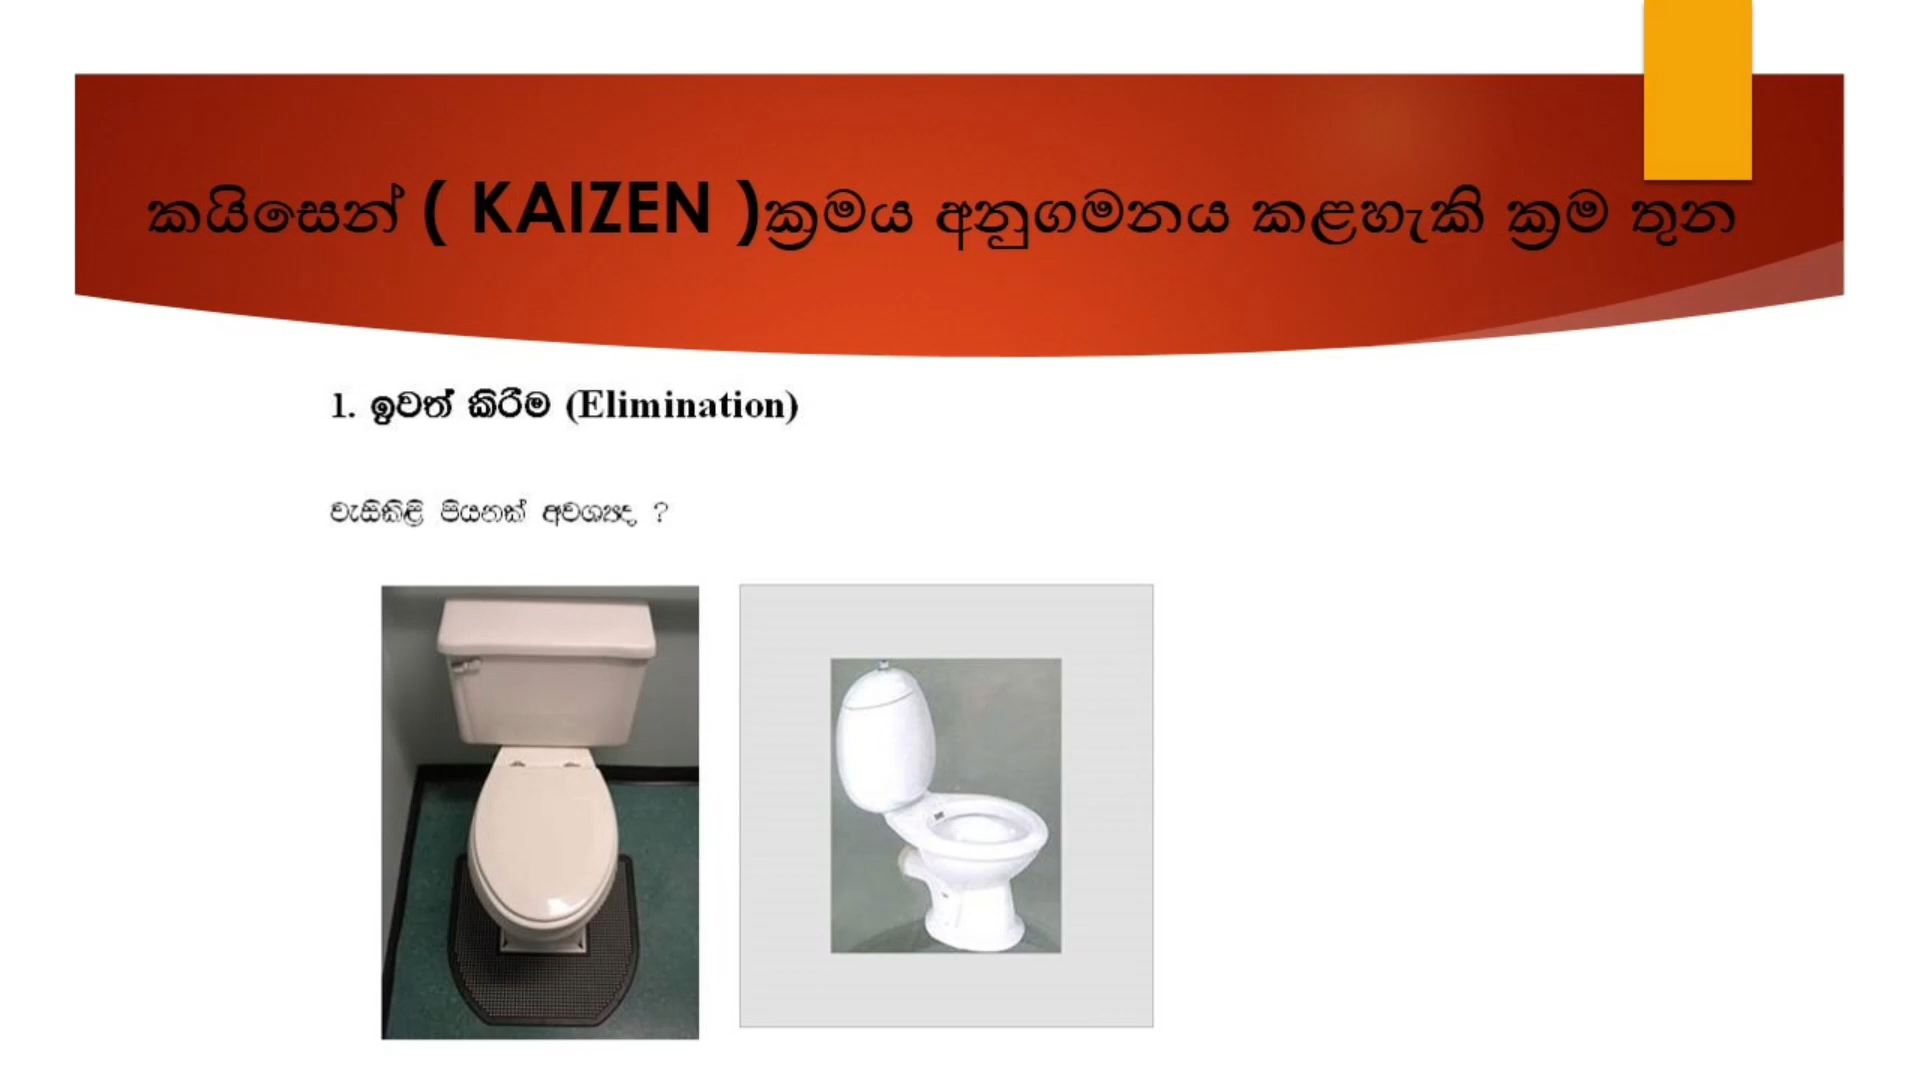 කයිසෙන් ( KAIZEN )ක්‍රමය අනුගමනය කළහැකි ක්‍රම තුන
1. ඉවත් කිරීම (Elimination)
වැසිකිළි පියනක් අවශ්‍යද ?